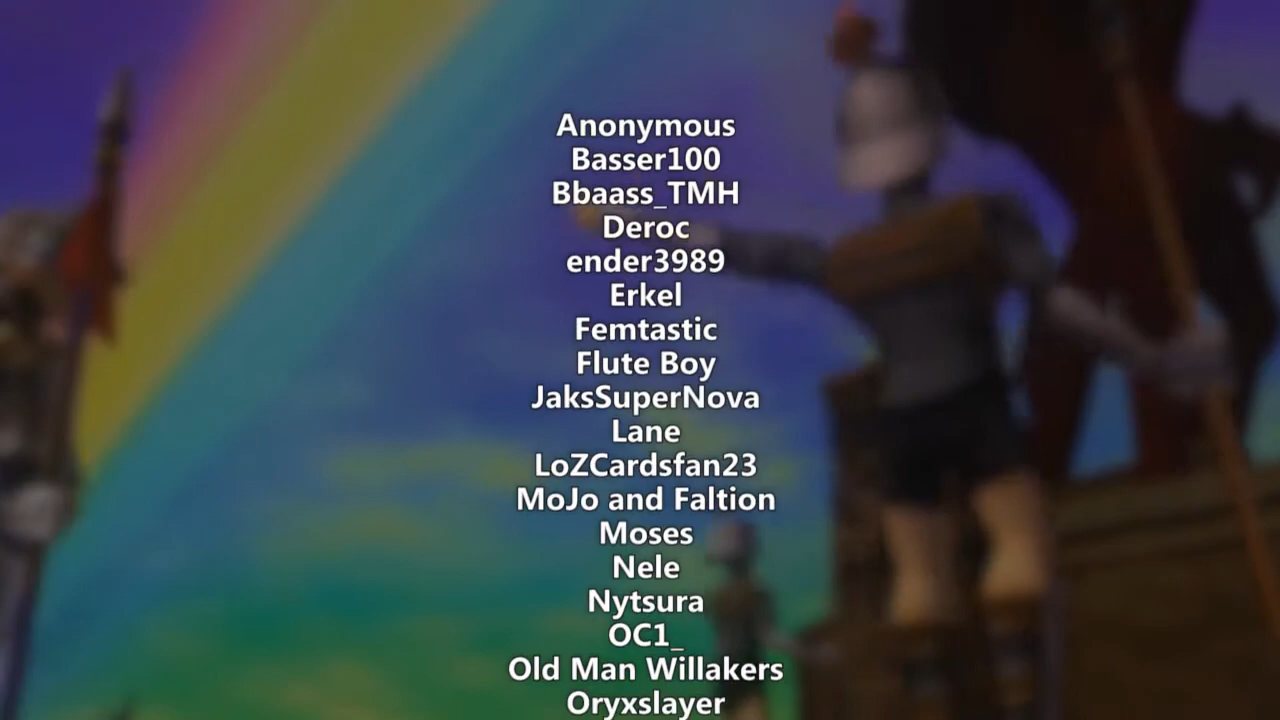 Anonymous
Basser100
Bbaass_TMH
Deroc
ender3989
Erkel
Femtastic
Flute Boy
JaksSuperNova
Lane
LoZCardsfan23
MoJo and Faltion
Moses
Nele
Nytsura
OC1_
Old Man Willakers
Oryxslayer